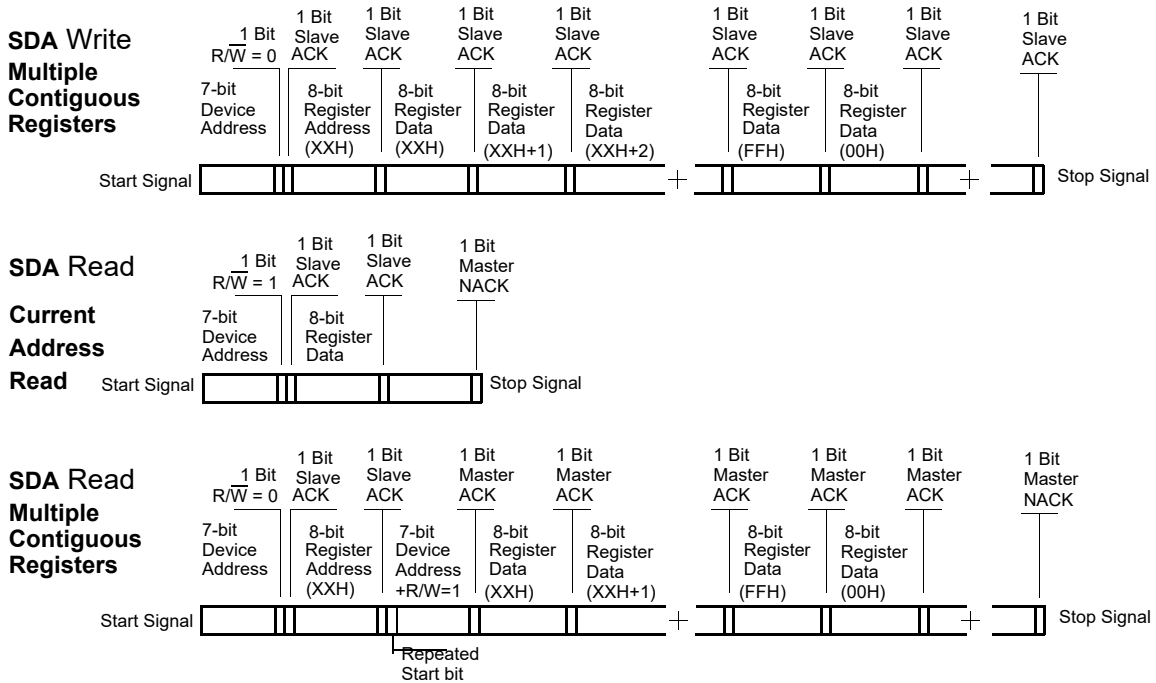 SDA Write
Multiple
Contiguous
Registers
1 Bit
R/W = 0
1 Bit
Slave
ACK
1 Bit
Slave
ACK
1 Bit
Slave
ACK
1 Bit
Slave
ACK
1 Bit
Slave
ACK
1 Bit
Slave
ACK
1 Bit
Slave
ACK
1 Bit
Slave
ACK
7-bit
Device
Address
8-bit
Register
Address
(XXH)
8-bit
Register
Data
(XXH)
8-bit
Register
Data
(XXH+1)
8-bit
Register
Data
(XXH+2)
8-bit
Register
Data
(FFH)
8-bit
Register
Data
(00H)
Start Signal
Stop Signal
SDA Read
Current
Address
Read
1 Bit
R/W = 1
1 Bit
Slave
ACK
1 Bit
Slave
ACK
1 Bit
Master
NACK
7-bit
Device
Address
8-bit
Register
Data
Start Signal
Stop Signal
SDA Read
Multiple
Contiguous
Registers
1 Bit
R/W = 0
1 Bit
Slave
ACK
1 Bit
Slave
ACK
1 Bit
Master
ACK
1 Bit
Master
ACK
1 Bit
Master
ACK
1 Bit
Master
ACK
1 Bit
Master
ACK
1 Bit
Master
NACK
7-bit
Device
Address
8-bit
Register
Address
(XXH)
7-bit
Device
Address
+R/W=1
8-bit
Register
Data
(XXH)
8-bit
Register
Data
(XXH+1)
8-bit
Register
Data
(FFH)
8-bit
Register
Data
(00H)
Start Signal
Stop Signal
Repeated
Start bit